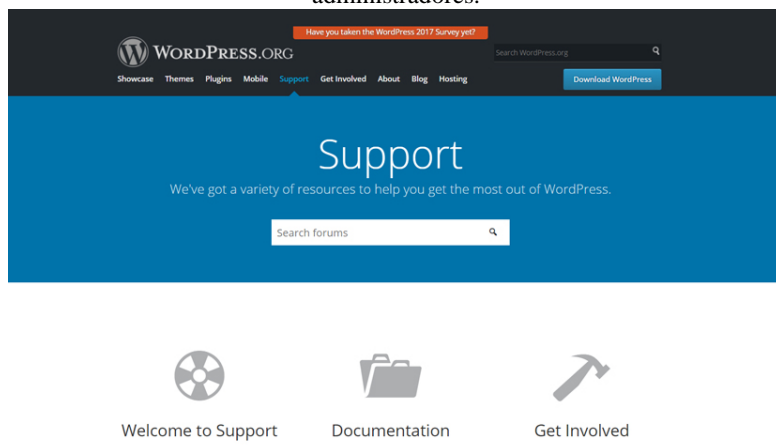 administradores.
Have you taken the WordPress 2017 Survey yet?
WORDPRESS.ORG
Search WordPress.org
Showcase Themes Plugins Mobile Support Get Involved About Blog Hosting
Download WordPress
Support
We've got a variety of resources to help you get the most out of WordPress.
Search forums
Welcome to Support Documentation Get Involved